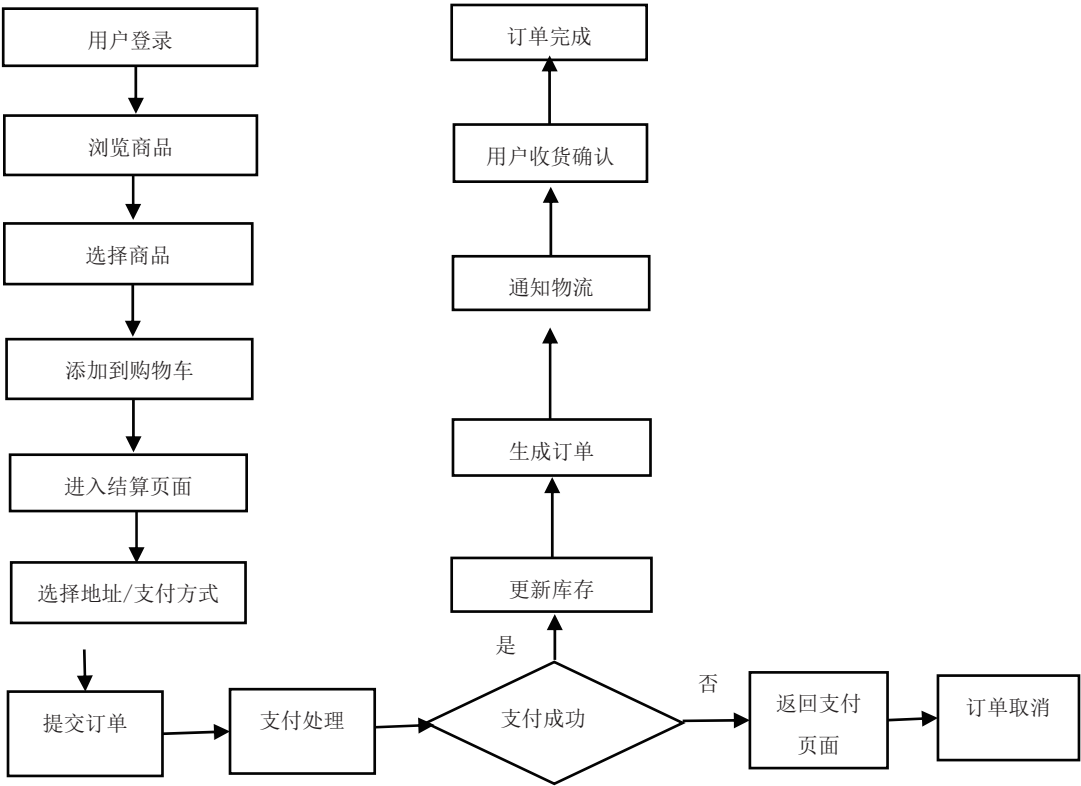 用户登录
浏览商品
选择商品
添加到购物车
进入结算页面
选择地址/支付方式
提交订单
支付处理
支付成功
是
更新库存
生成订单
通知物流
用户收货确认
订单完成
否
返回支付
页面
订单取消